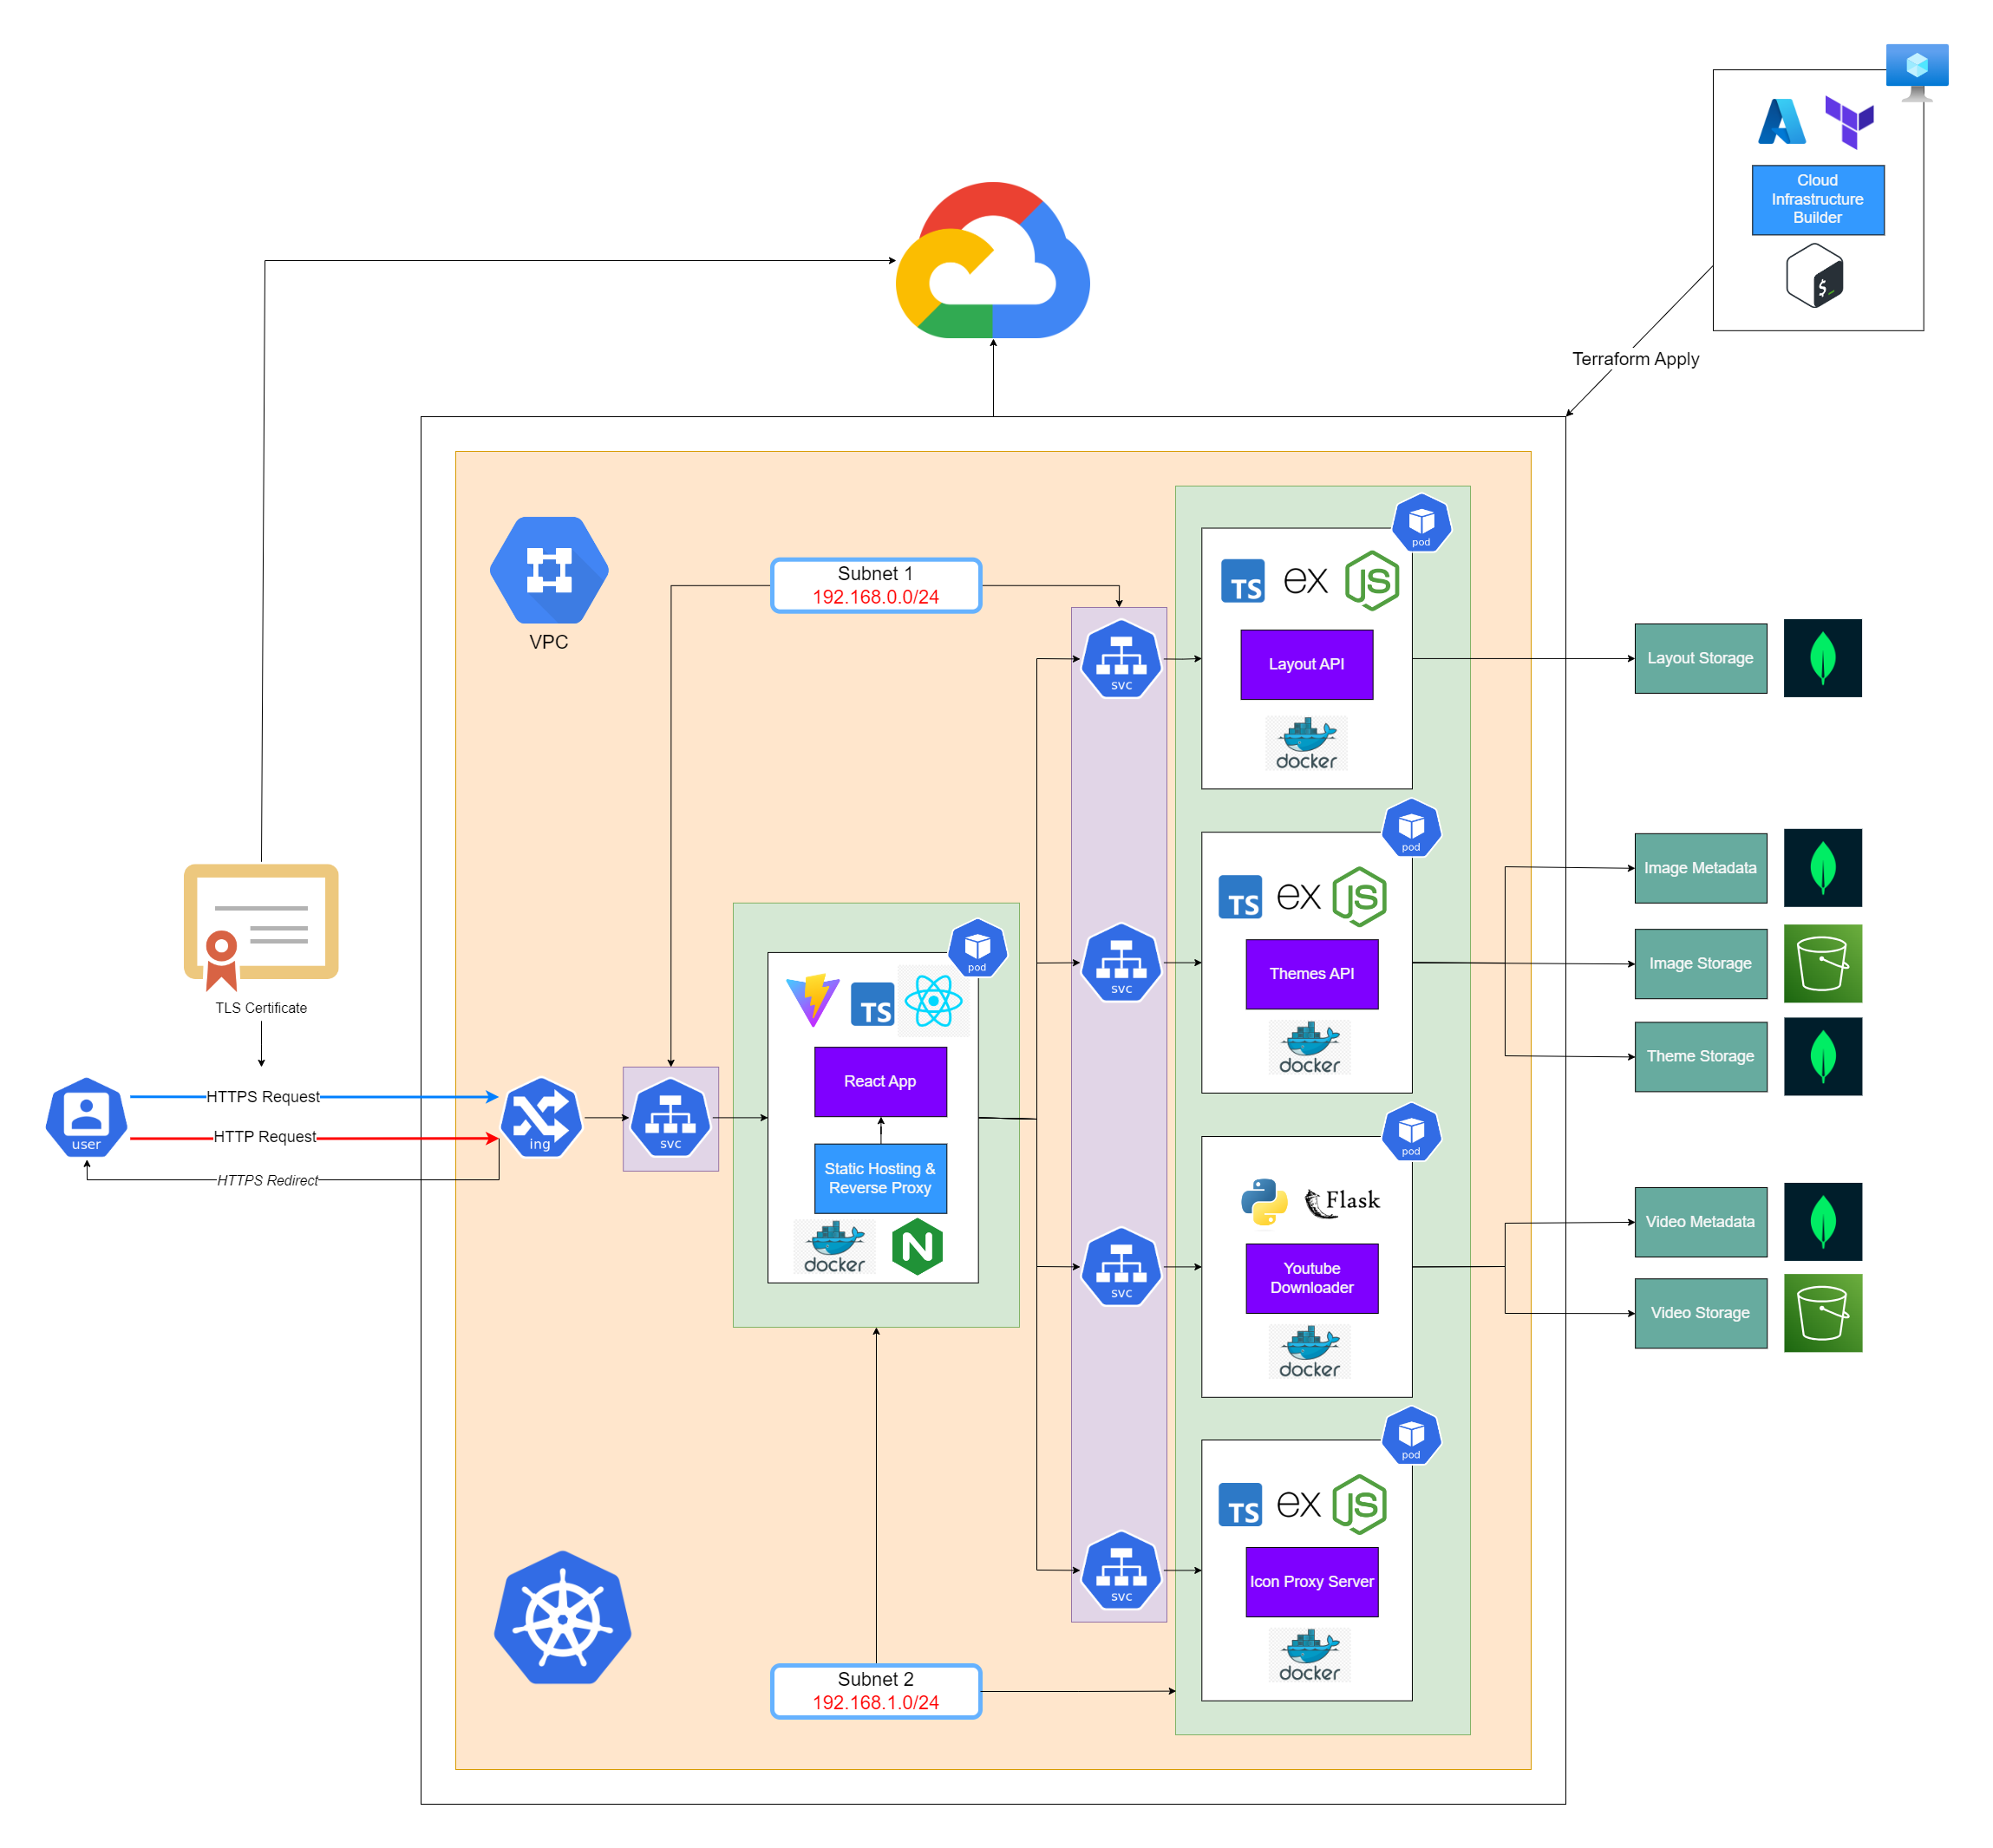 Cloud
Infrastructure
Builder
$_
Terraform Apply
VPC
Subnet 1
192.168.0.0/24
pod
TS
ex
JS
Layout API
docker
svc
Layout Storage
pod
TS
ex
JS
Themes API
docker
svc
Image Metadata
Image Storage
Theme Storage
TLS Certificate
user
HTTPS Request
HTTP Request
HTTPS Redirect
ing
svc
pod
TS
React App
Static Hosting &
Reverse Proxy
docker
N
pod
Flask
Youtube
Downloader
docker
svc
Video Metadata
Video Storage
pod
TS
ex
JS
Icon Proxy Server
docker
svc
Subnet 2
192.168.1.0/24